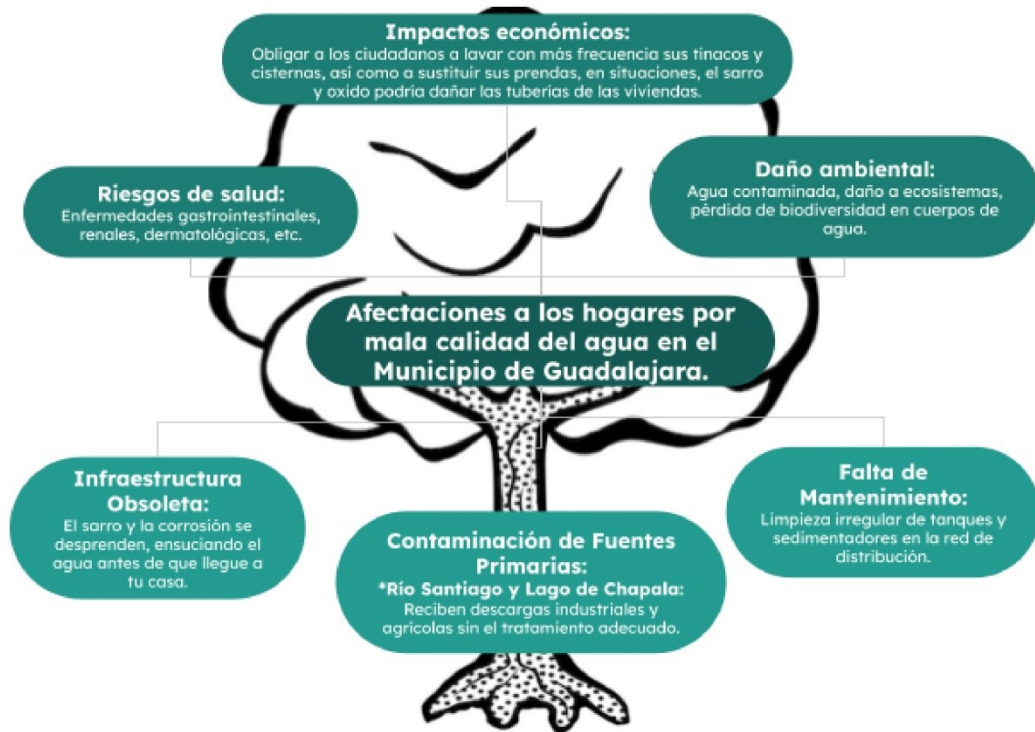 Impactos económicos:
Obligar a los ciudadanos a lavar con más frecuencia sus tinacos y
cisternas, así como a sustituir sus prendas, en situaciones, el sarro
y oxido podría dañar las tuberías de las viviendas.
Riesgos de salud:
Enfermedades gastrointestinales,
renales, dermatológicas, etc.
Daño ambiental:
Agua contaminada, daño a ecosistemas,
pérdida de biodiversidad en cuerpos de
agua.
Afectaciones a los hogares por
mala calidad del agua en el
Municipio de Guadalajara.
Infraestructura
Obsoleta:
El sarro y la corrosión se
desprenden, ensuciando el
agua antes de que llegue a
tu casa.
Contaminación de Fuentes
Primarias:
*Río Santiago y Lago de Chapala:
Reciben descargas industriales y
agrícolas sin el tratamiento adecuado.
Falta de
Mantenimiento:
Limpieza irregular de tanques y
sedimentadores en la red de
distribución.